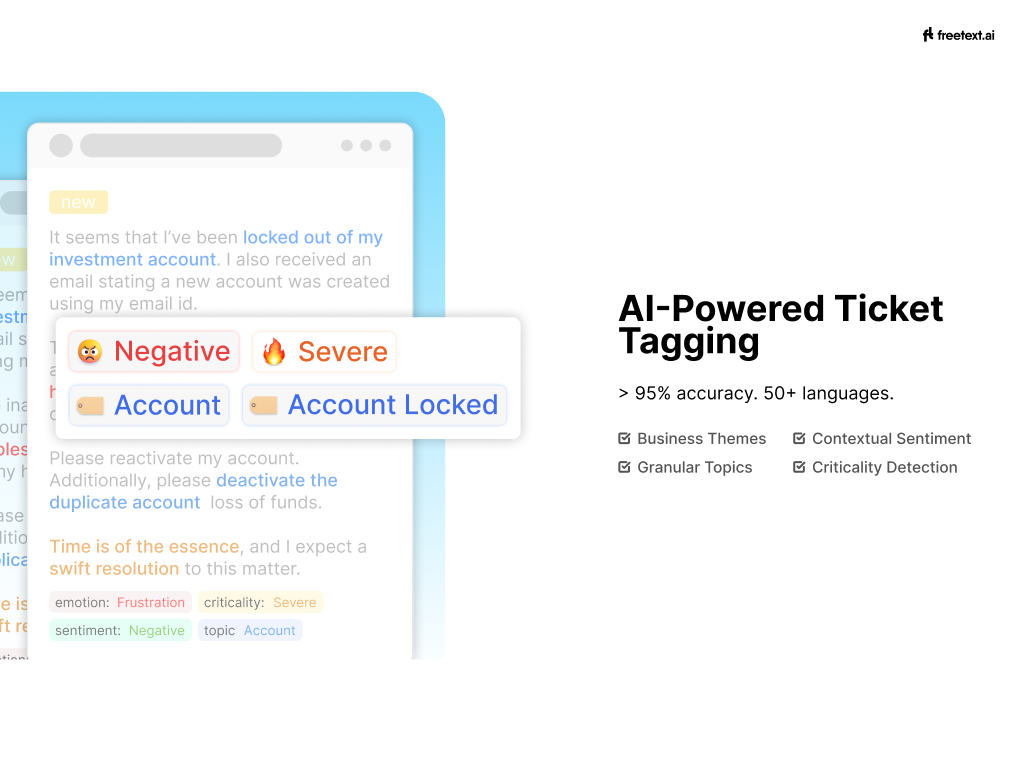 freetext.ai
new
It seems that I've been locked out of my
investment account. I also received an
email stating a new account was created
using my email id.
Negative
Severe
Account
Account Locked
Please reactivate my account.
Additionally, please deactivate the
duplicate account loss of funds.
Time is of the essence, and I expect a
swift resolution to this matter.
emotion: Frustration
criticality: Severe
sentiment: Negative
topic Account
AI-Powered Ticket
Tagging
> 95% accuracy. 50+ languages.
Business Themes
Contextual Sentiment
Granular Topics
Criticality Detection